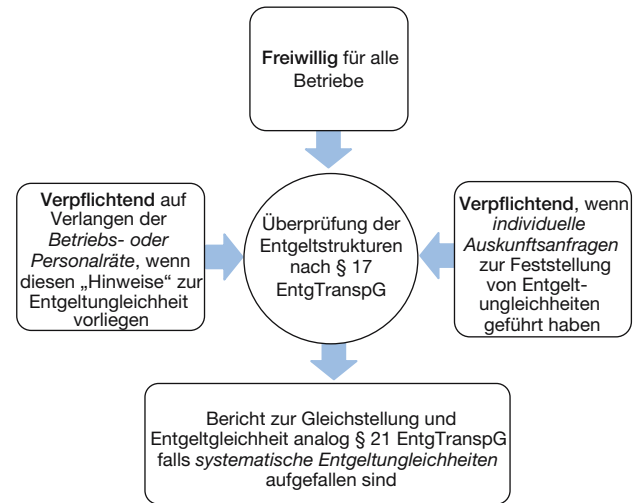 Freiwillig für alle
Betriebe
Verpflichtend auf
Verlangen der
Betriebs- oder
Personalräte, wenn
diesen „Hinweise“ zur
Entgeltungleichheit
vorliegen
Überprüfung der
Entgeltstrukturen
nach § 17
EntgTranspG
Verpflichtend, wenn
individuelle
Auskunftsanfragen
zur Feststellung
von Entgelt-
ungleichheiten
geführt haben
Bericht zur Gleichstellung und
Entgeltgleichheit analog § 21 EntgTranspG
falls systematische Entgeltungleichheiten
aufgefallen sind